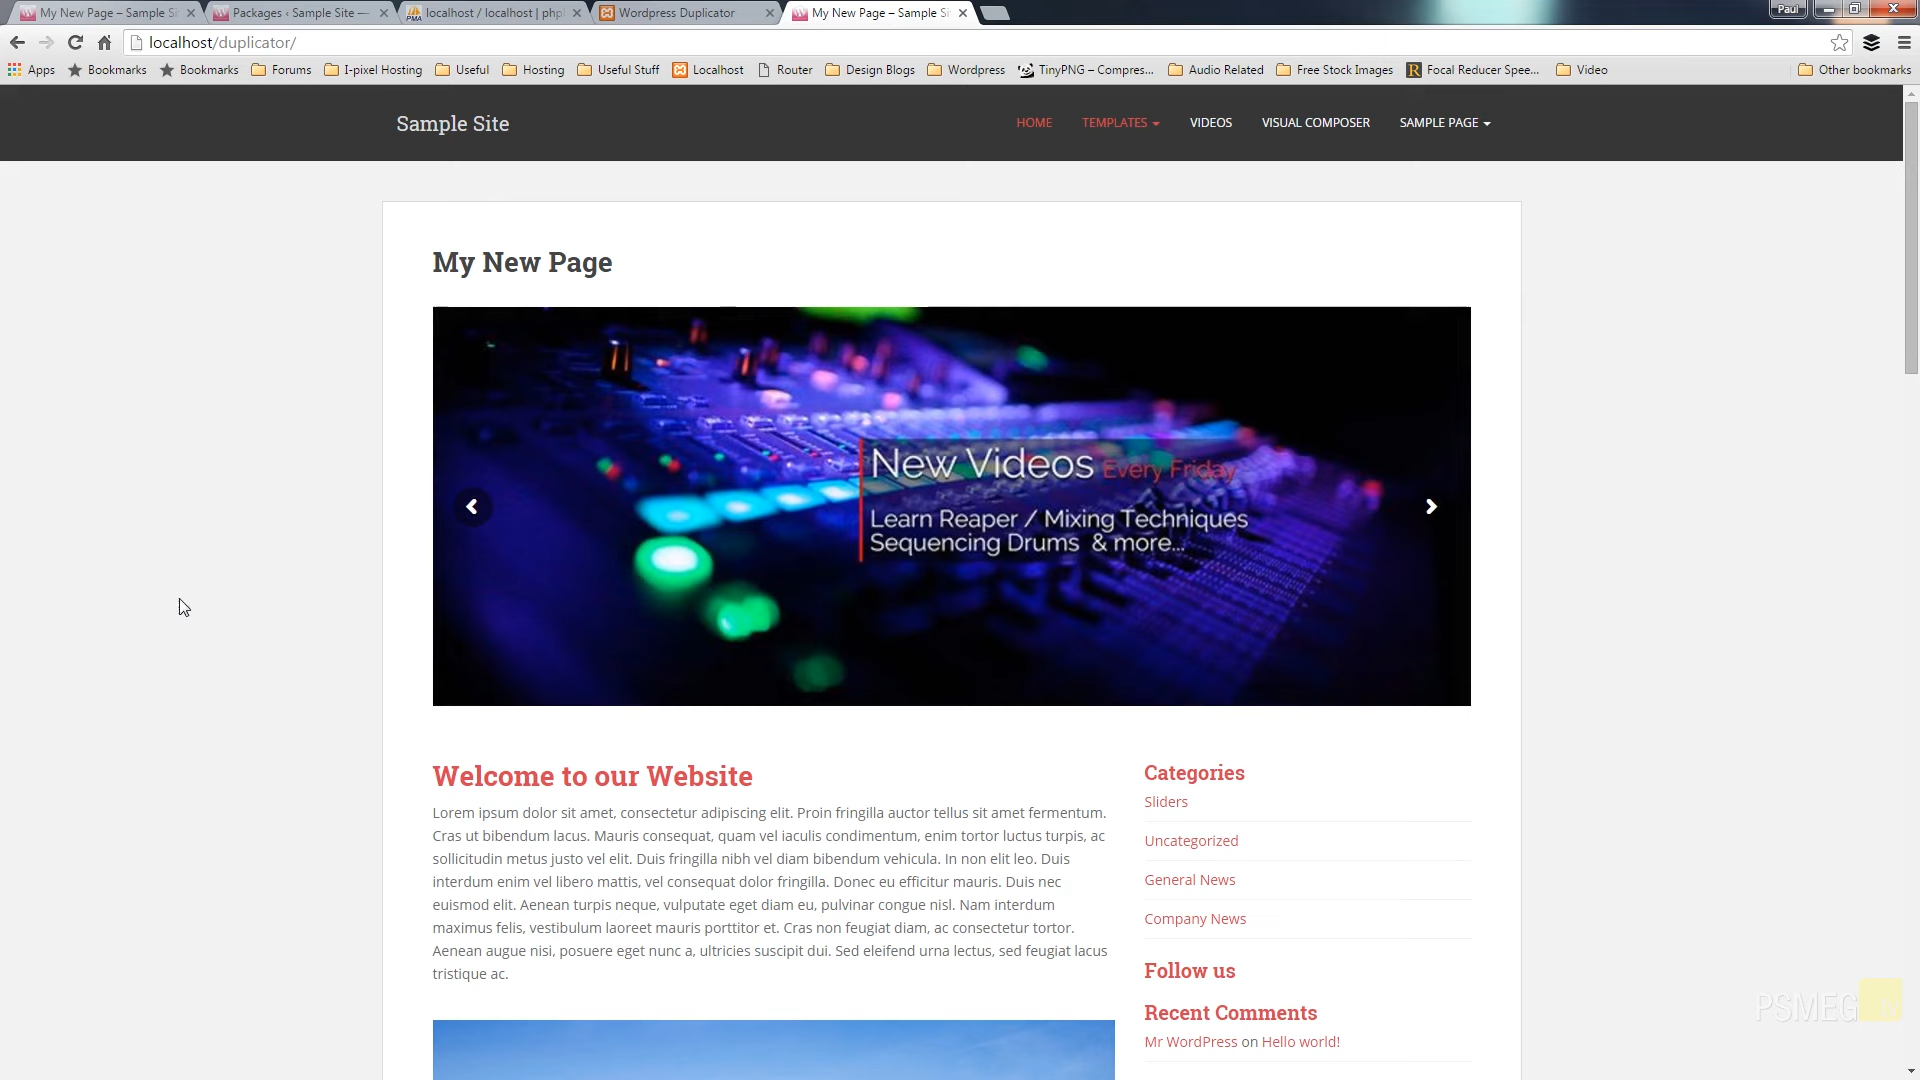 My New Page – Sample Si
Packages ‹ Sample Site —
localhost / localhost | php
Wordpress Duplicator
My New Page – Sample Si
Paul
localhost/duplicator/
Apps
Bookmarks
Bookmarks
Forums
I-pixel Hosting
Useful
Hosting
Useful Stuff
Localhost
Router
Design Blogs
Wordpress
TinyPNG – Compres...
Audio Related
Free Stock Images
Focal Reducer Spee...
Video
Other bookmarks
Sample Site
HOME
TEMPLATES
VIDEOS
VISUAL COMPOSER
SAMPLE PAGE
My New Page
New Videos Every Friday
Learn Reaper / Mixing Techniques
Sequencing Drums & more...
Welcome to our Website
Lorem ipsum dolor sit amet, consectetur adipiscing elit. Proin fringilla auctor tellus sit amet fermentum.
Cras ut bibendum lacus. Mauris consequat, quam vel iaculis condimentum, enim tortor luctus turpis, ac
sollicitudin metus justo vel elit. Duis fringilla nibh vel diam bibendum vehicula. In non elit leo. Duis
interdum enim vel libero mattis, vel consequat dolor fringilla. Donec eu efficitur mauris. Duis nec
euismod elit. Aenean turpis neque, vulputate eget diam eu, pulvinar congue nisl. Nam interdum
maximus felis, vestibulum laoreet mauris porttitor et. Cras non feugiat diam, ac consectetur tortor.
Aenean augue nisi, posuere eget nunc a, ultricies suscipit dui. Sed eleifend urna lectus, sed feugiat lacus
tristique ac.
Categories
Sliders
Uncategorized
General News
Company News
Follow us
Recent Comments
Mr WordPress on Hello world!
PSMEG